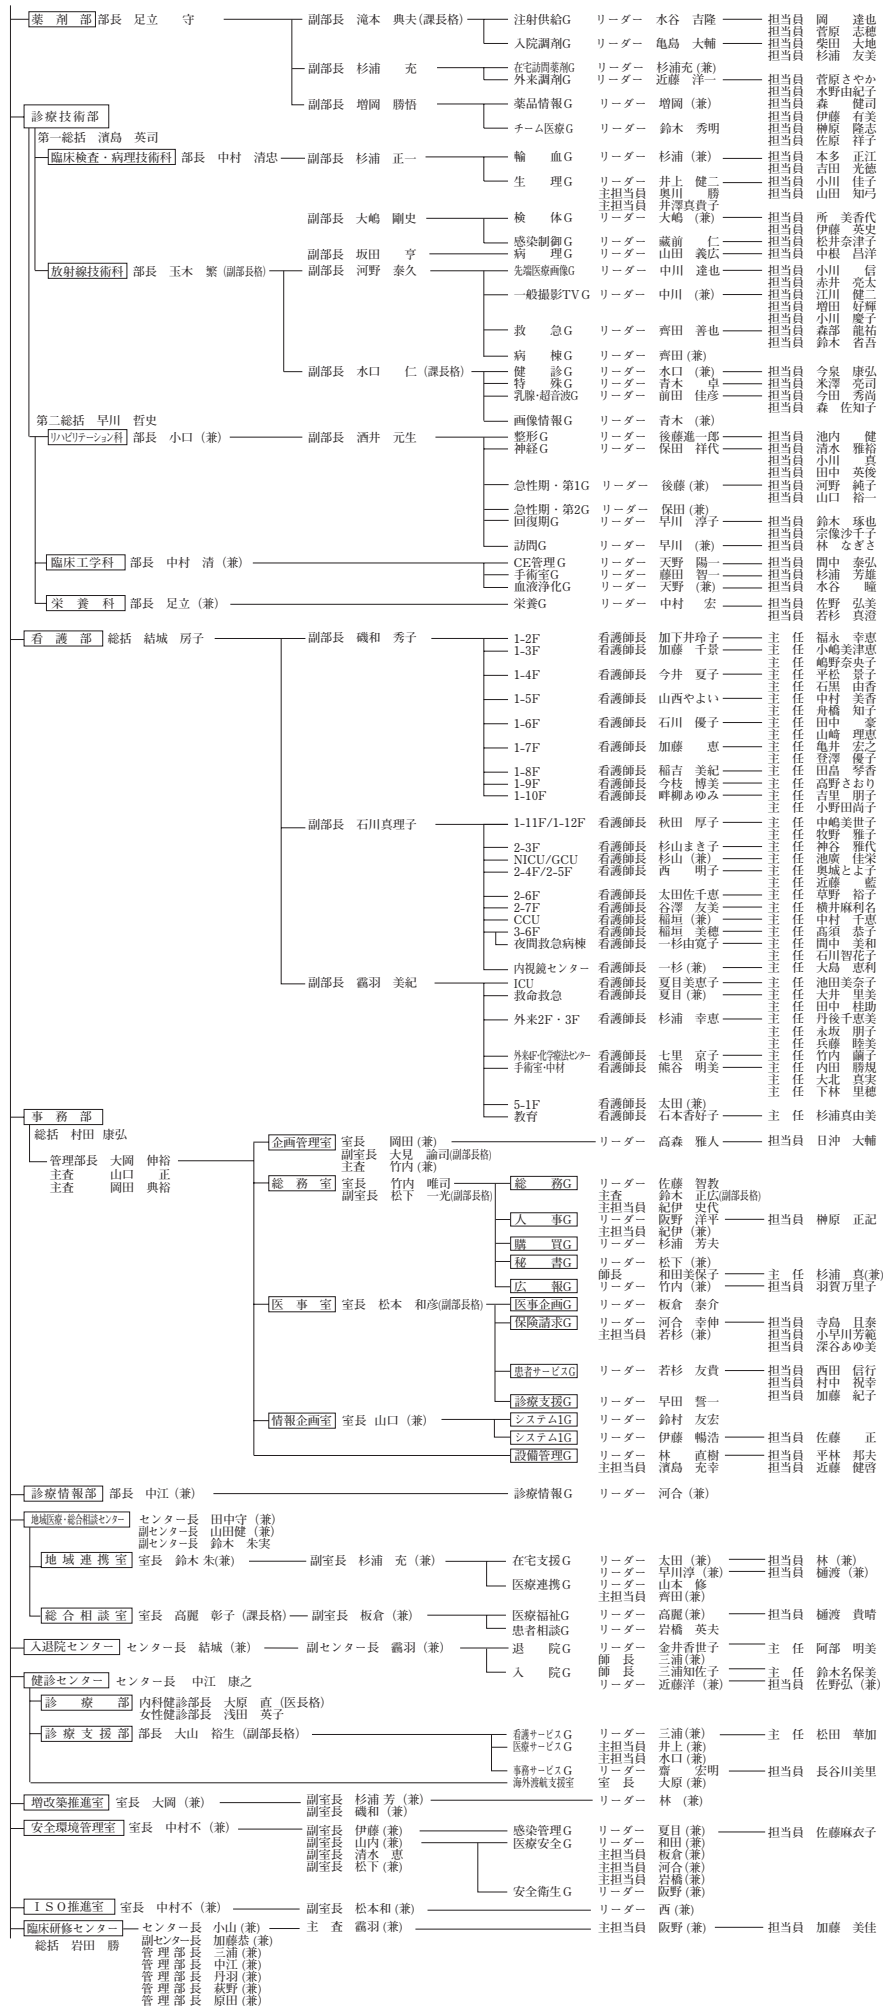 薬剤部 部長 足立 守 副部長 滝本 典夫(課長格) 注射供給G リーダー 水谷 吉隆 担当員 岡 達也
担当員 菅原 志穂
入院調剤G リーダー 亀島 大輔 担当員 柴田 大地
担当員 杉浦 友美
副部長 杉浦 充 在宅訪問薬剤G リーダー 杉浦充(兼)
外来調剤G リーダー 近藤 洋一 担当員 菅原さやか
担当員 水野由紀子
副部長 増岡 勝悟 薬品情報G リーダー 増岡(兼) 担当員 森 健司
診療技術部 担当員 伊藤 有美
チーム医療G リーダー 鈴木 秀明 担当員 榊原 隆志
第一総括 濱島 英司 担当員 佐原 祥子
臨床検査・病理技術科 部長 中村 清忠 副部長 杉浦 正一 輸血G リーダー 杉浦(兼) 担当員 本多 正江
担当員 吉田 光徳
生理G リーダー 井上 健二 担当員 小川 佳子
主担当員 奥川 勝 担当員 山田 知弓
主担当員 井澤真貴子
副部長 大嶋 剛史 検体G リーダー 大嶋(兼) 担当員 所 美香代
担当員 伊藤 英史
感染制御G リーダー 蔵前 仁 担当員 松井奈津子
副部長 坂田 亨 病理G リーダー 山田 義広 担当員 中根 昌洋
放射線技術科 部長 玉木 繁(副部長格) 副部長 河野 泰久 先端医療画像G リーダー 中川 達也 担当員 小川 信
担当員 赤井 亮太
一般撮影TVG リーダー 中川(兼) 担当員 江川 健二
担当員 増田 好輝
担当員 小川 慶子
救急G リーダー 齊田 善也 担当員 森部 龍祐
担当員 鈴木 省吾
病棟G リーダー 齊田(兼)
副部長 水口 仁(課長格) 健診G リーダー 水口(兼) 担当員 今泉 康弘
特殊G リーダー 青木 卓 担当員 米澤 亮司
乳腺・超音波G リーダー 前田 佳彦 担当員 今田 秀尚
担当員 森 佐知子
第二総括 早川 哲史 画像情報G リーダー 青木(兼)
リハビリテーション科 部長 小口(兼) 副部長 酒井 元生 整形G リーダー 後藤進一郎 担当員 池内 健
神経G リーダー 保田 祥代 担当員 清水 雅裕
担当員 小川 真
担当員 田中 英俊
急性期・第1G リーダー 後藤(兼) 担当員 河野 純子
担当員 山口 裕一
急性期・第2G リーダー 保田(兼)
回復期G リーダー 早川 淳子 担当員 鈴木 琢也
担当員 宗像沙千子
訪問G リーダー 早川(兼) 担当員 林 なぎさ
臨床工学科 部長 中村 清(兼) CE管理G リーダー 天野 陽一 担当員 間中 泰弘
手術室G リーダー 藤田 智一 担当員 杉浦 芳雄
血液浄化G リーダー 天野(兼) 担当員 水谷 瞳
栄養科 部長 足立(兼) 栄養G リーダー 中村 宏 担当員 佐野 弘美
担当員 若杉 真澄
看護部 総括 結城 房子 副部長 磯和 秀子 1-2F 看護師長 加下井玲子 主任 福永 幸恵
1-3F 看護師長 加藤 千景 主任 小嶋美津恵
主任 嶋野奈央子
1-4F 看護師長 今井 夏子 主任 平松 景子
主任 石黒 由香
1-5F 看護師長 山西やよい 主任 中村 美香
主任 舟橋 知子
1-6F 看護師長 石川 優子 主任 田中 豪
主任 山﨑 理恵
1-7F 看護師長 加藤 恵 主任 亀井 宏之
主任 登澤 優子
1-8F 看護師長 稲吉 美紀 主任 田畠 琴香
1-9F 看護師長 今枝 博美 主任 高野さおり
1-10F 看護師長 畔柳あゆみ 主任 吉里 朋子
主任 小野田尚子
副部長 石川真理子 1-11F/1-12F 看護師長 秋田 厚子 主任 中嶋美世子
主任 牧野 雅子
2-3F 看護師長 杉山まき子 主任 神谷 雅代
NICU/GCU 看護師長 杉山(兼) 主任 池廣 佳栄
2-4F/2-5F 看護師長 西 明子 主任 奥城とよ子
主任 近藤 藍
2-6F 看護師長 太田佐千恵 主任 草野 裕子
2-7F 看護師長 谷澤 友美 主任 横井麻利名
CCU 看護師長 稲垣(兼) 主任 中村 千恵
3-6F 看護師長 稲垣 美穂 主任 髙須 恭子
夜間救急病棟 看護師長 一杉由寛子 主任 間中 美和
主任 石川智花子
内視鏡センター 看護師長 一杉(兼) 主任 大島 恵利
副部長 靏羽 美紀 ICU 看護師長 夏目美恵子 主任 池田美奈子
救命救急 看護師長 夏目(兼) 主任 大井 里美
主任 田中 桂助
外来2F・3F 看護師長 杉浦 幸恵 主任 丹後千恵美
主任 永坂 朋子
主任 兵藤 睦美
外来4F・化学療法センター 看護師長 七里 京子 主任 竹内 繭子
手術室・中材 看護師長 熊谷 明美 主任 内田 勝規
主任 大北 真実
主任 下林 里穂
5-1F 看護師長 太田(兼)
事務部 教育 看護師長 石本香好子 主任 杉浦真由美
総括 村田 康弘
企画管理室 室長 岡田(兼) リーダー 高森 雅人 担当員 日沖 大輔
副室長 大見 諭司(副部長格)
管理部長 大岡 伸裕 主査 竹内(兼)
主査 山口 正 総務室 室長 竹内 唯司 総務G リーダー 佐藤 智教
主査 岡田 典裕 副室長 松下 一光(副部長格) 主査 鈴木 正広(副部長格)
主担当員 紀伊 史代
人事G リーダー 阪野 洋平 担当員 榊原 正記
主担当員 紀伊(兼)
購買G リーダー 杉浦 芳夫
秘書G リーダー 松下(兼)
師長 和田美保子 主任 杉浦 真(兼)
広報G リーダー 竹内(兼) 担当員 羽賀万里子
医事室 室長 松本 和彦(副部長格) 医事企画G リーダー 板倉 泰介
保険請求G リーダー 河合 幸伸 担当員 寺島 且泰
主担当員 若杉(兼) 担当員 小早川芳範
担当員 深谷あゆ美
患者サービスG リーダー 若杉 友貴 担当員 西田 信行
担当員 村中 祝幸
診療支援G リーダー 早田 誓一 担当員 加藤 紀子
情報企画室 室長 山口(兼) システム1G リーダー 鈴村 友宏
システム1G リーダー 伊藤 暢浩 担当員 佐藤 正
設備管理G リーダー 林 直樹 担当員 平林 邦夫
主担当員 濱島 充幸 担当員 近藤 健啓
診療情報部 部長 中江(兼) 診療情報G リーダー 河合(兼)
地域医療・総合相談センター センター長 田中守(兼)
副センター長 山田健(兼)
副センター長 鈴木 朱実
地域連携室 室長 鈴木 朱(兼) 副室長 杉浦 充(兼) 在宅支援G リーダー 太田(兼) 担当員 林(兼)
リーダー 早川淳(兼) 担当員 樋渡(兼)
医療連携G リーダー 山本 修
主担当員 齊田(兼)
総合相談室 室長 高麗 彰子(課長格) 副室長 板倉(兼) 医療福祉G リーダー 高麗(兼) 担当員 樋渡 貴晴
患者相談G リーダー 岩橋 英夫
入退院センター センター長 結城(兼) 副センター長 靏羽(兼) 退院G リーダー 金井香世子 主任 阿部 明美
師長 三浦(兼)
入院G 師長 三浦知佐子 主任 鈴木名保美
健診センター センター長 中江 康之 リーダー 近藤洋(兼) 担当員 佐野弘(兼)
診療部 内科健診部長 大原 直(医長格)
女性健診部長 浅田 英子
診療支援部 部長 大山 裕生(副部長格) 看護サービスG リーダー 三浦(兼) 主任 松田 華加
医療サービスG 主担当員 井上(兼)
主担当員 水口(兼)
事務サービスG リーダー 齋 宏明 担当員 長谷川美里
海外渡航支援室 室長 大原(兼)
増改築推進室 室長 大岡(兼) 副室長 杉浦 芳(兼) リーダー 林(兼)
副室長 磯和(兼)
安全環境管理室 室長 中村不(兼) 副室長 伊藤(兼) 感染管理G リーダー 夏目(兼) 担当員 佐藤麻衣子
副室長 山内(兼) 医療安全G リーダー 和田(兼)
副室長 清水 恵 主担当員 板倉(兼)
副室長 松下(兼) 主担当員 河合(兼)
主担当員 岩橋(兼)
安全衛生G リーダー 阪野(兼)
ISO推進室 室長 中村不(兼) 副室長 松本和(兼) リーダー 西(兼)
臨床研修センター センター長 小山(兼) 主査 靏羽(兼) 主担当員 阪野(兼) 担当員 加藤 美佳
総括 岩田 勝 副センター長 加藤恭(兼)
管理部長 三浦(兼)
管理部長 中江(兼)
管理部長 丹羽(兼)
管理部長 萩野(兼)
管理部長 原田(兼)